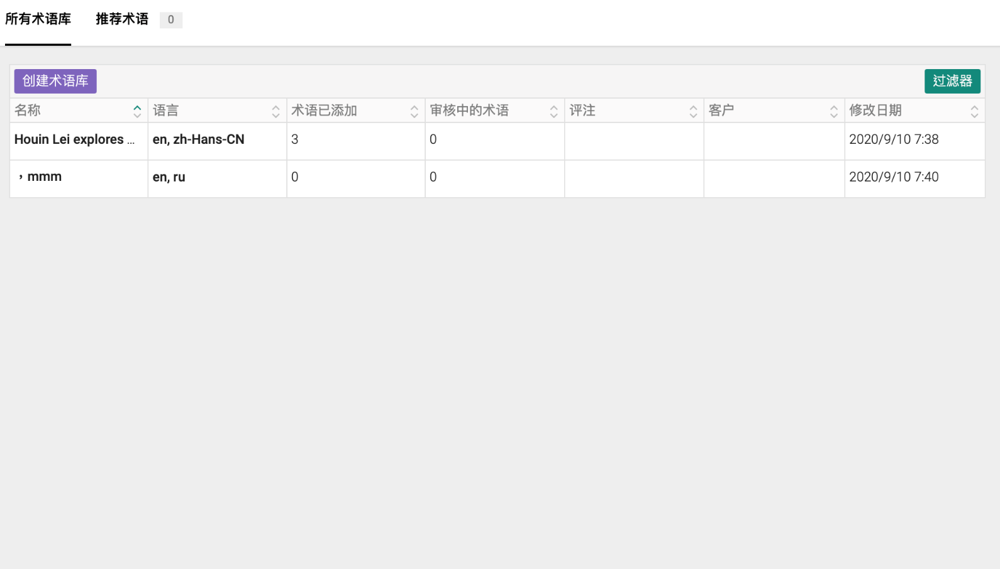 所有术语库 推荐术语 0
创建术语库 过滤器
名称 语言 术语已添加 审核中的术语 评注 客户 修改日期
Houin Lei explores ... en, zh-Hans-CN 3 0 2020/9/10 7:38
，mmm en, ru 0 0 2020/9/10 7:40